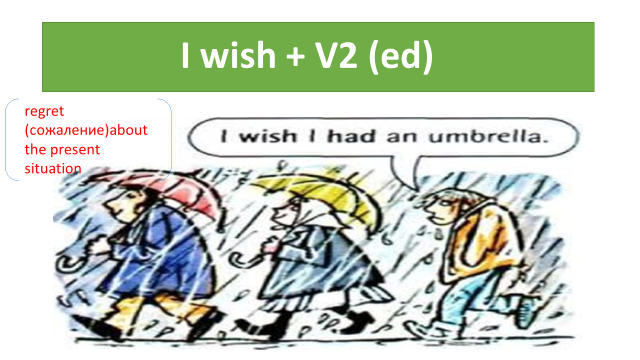 I wish + V2 (ed)
regret
(сожаление)about
the present
situation
I wish I had an umbrella.